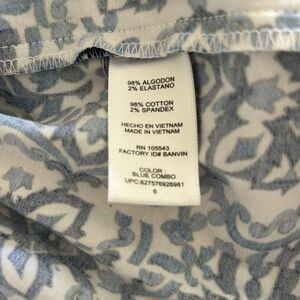 98% ALGODON
2% ELASTANO
98% COTTON
2% SPANDEX
HECHO EN VIETNAM
MADE IN VIETNAM
RN 105543
FACTORY ID# BANVIN
COLOR :
BLUE COMBO
UPC:827576926981
6